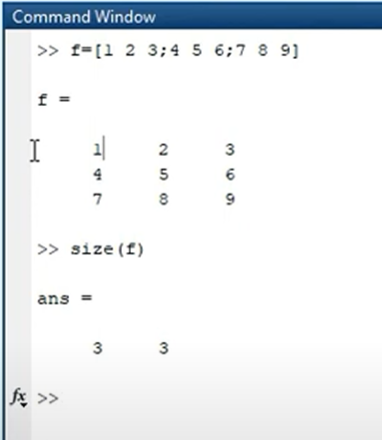 Command Window
>> f=[1 2 3;4 5 6;7 8 9]
f =
1 2 3
4 5 6
7 8 9
>> size(f)
ans =
3 3
fx >>